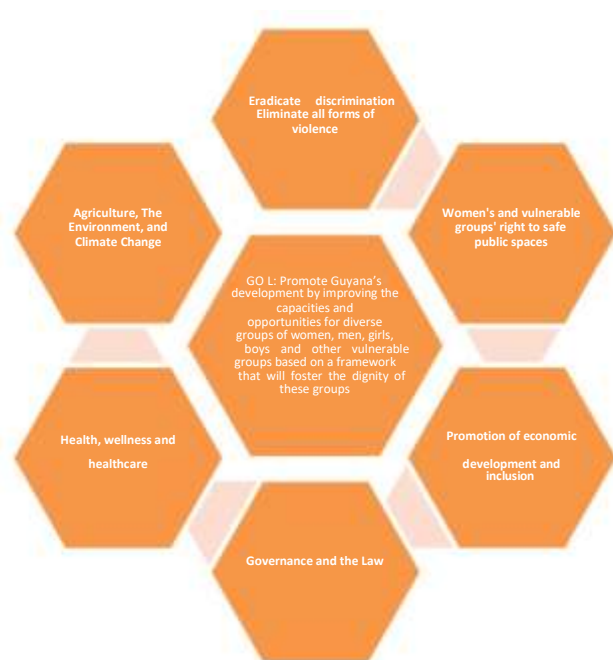 Eradicate discrimination
Eliminate all forms of
violence
Women's and vulnerable
groups' right to safe
public spaces
Promotion of economic
development and
inclusion
Governance and the Law
Health, wellness and
healthcare
Agriculture, The
Environment, and
Climate Change
GO L: Promote Guyana's
development by improving the
capacities and
opportunities for diverse
groups of women, men, girls,
boys and other vulnerable
groups based on a framework
that will foster the dignity of
these groups